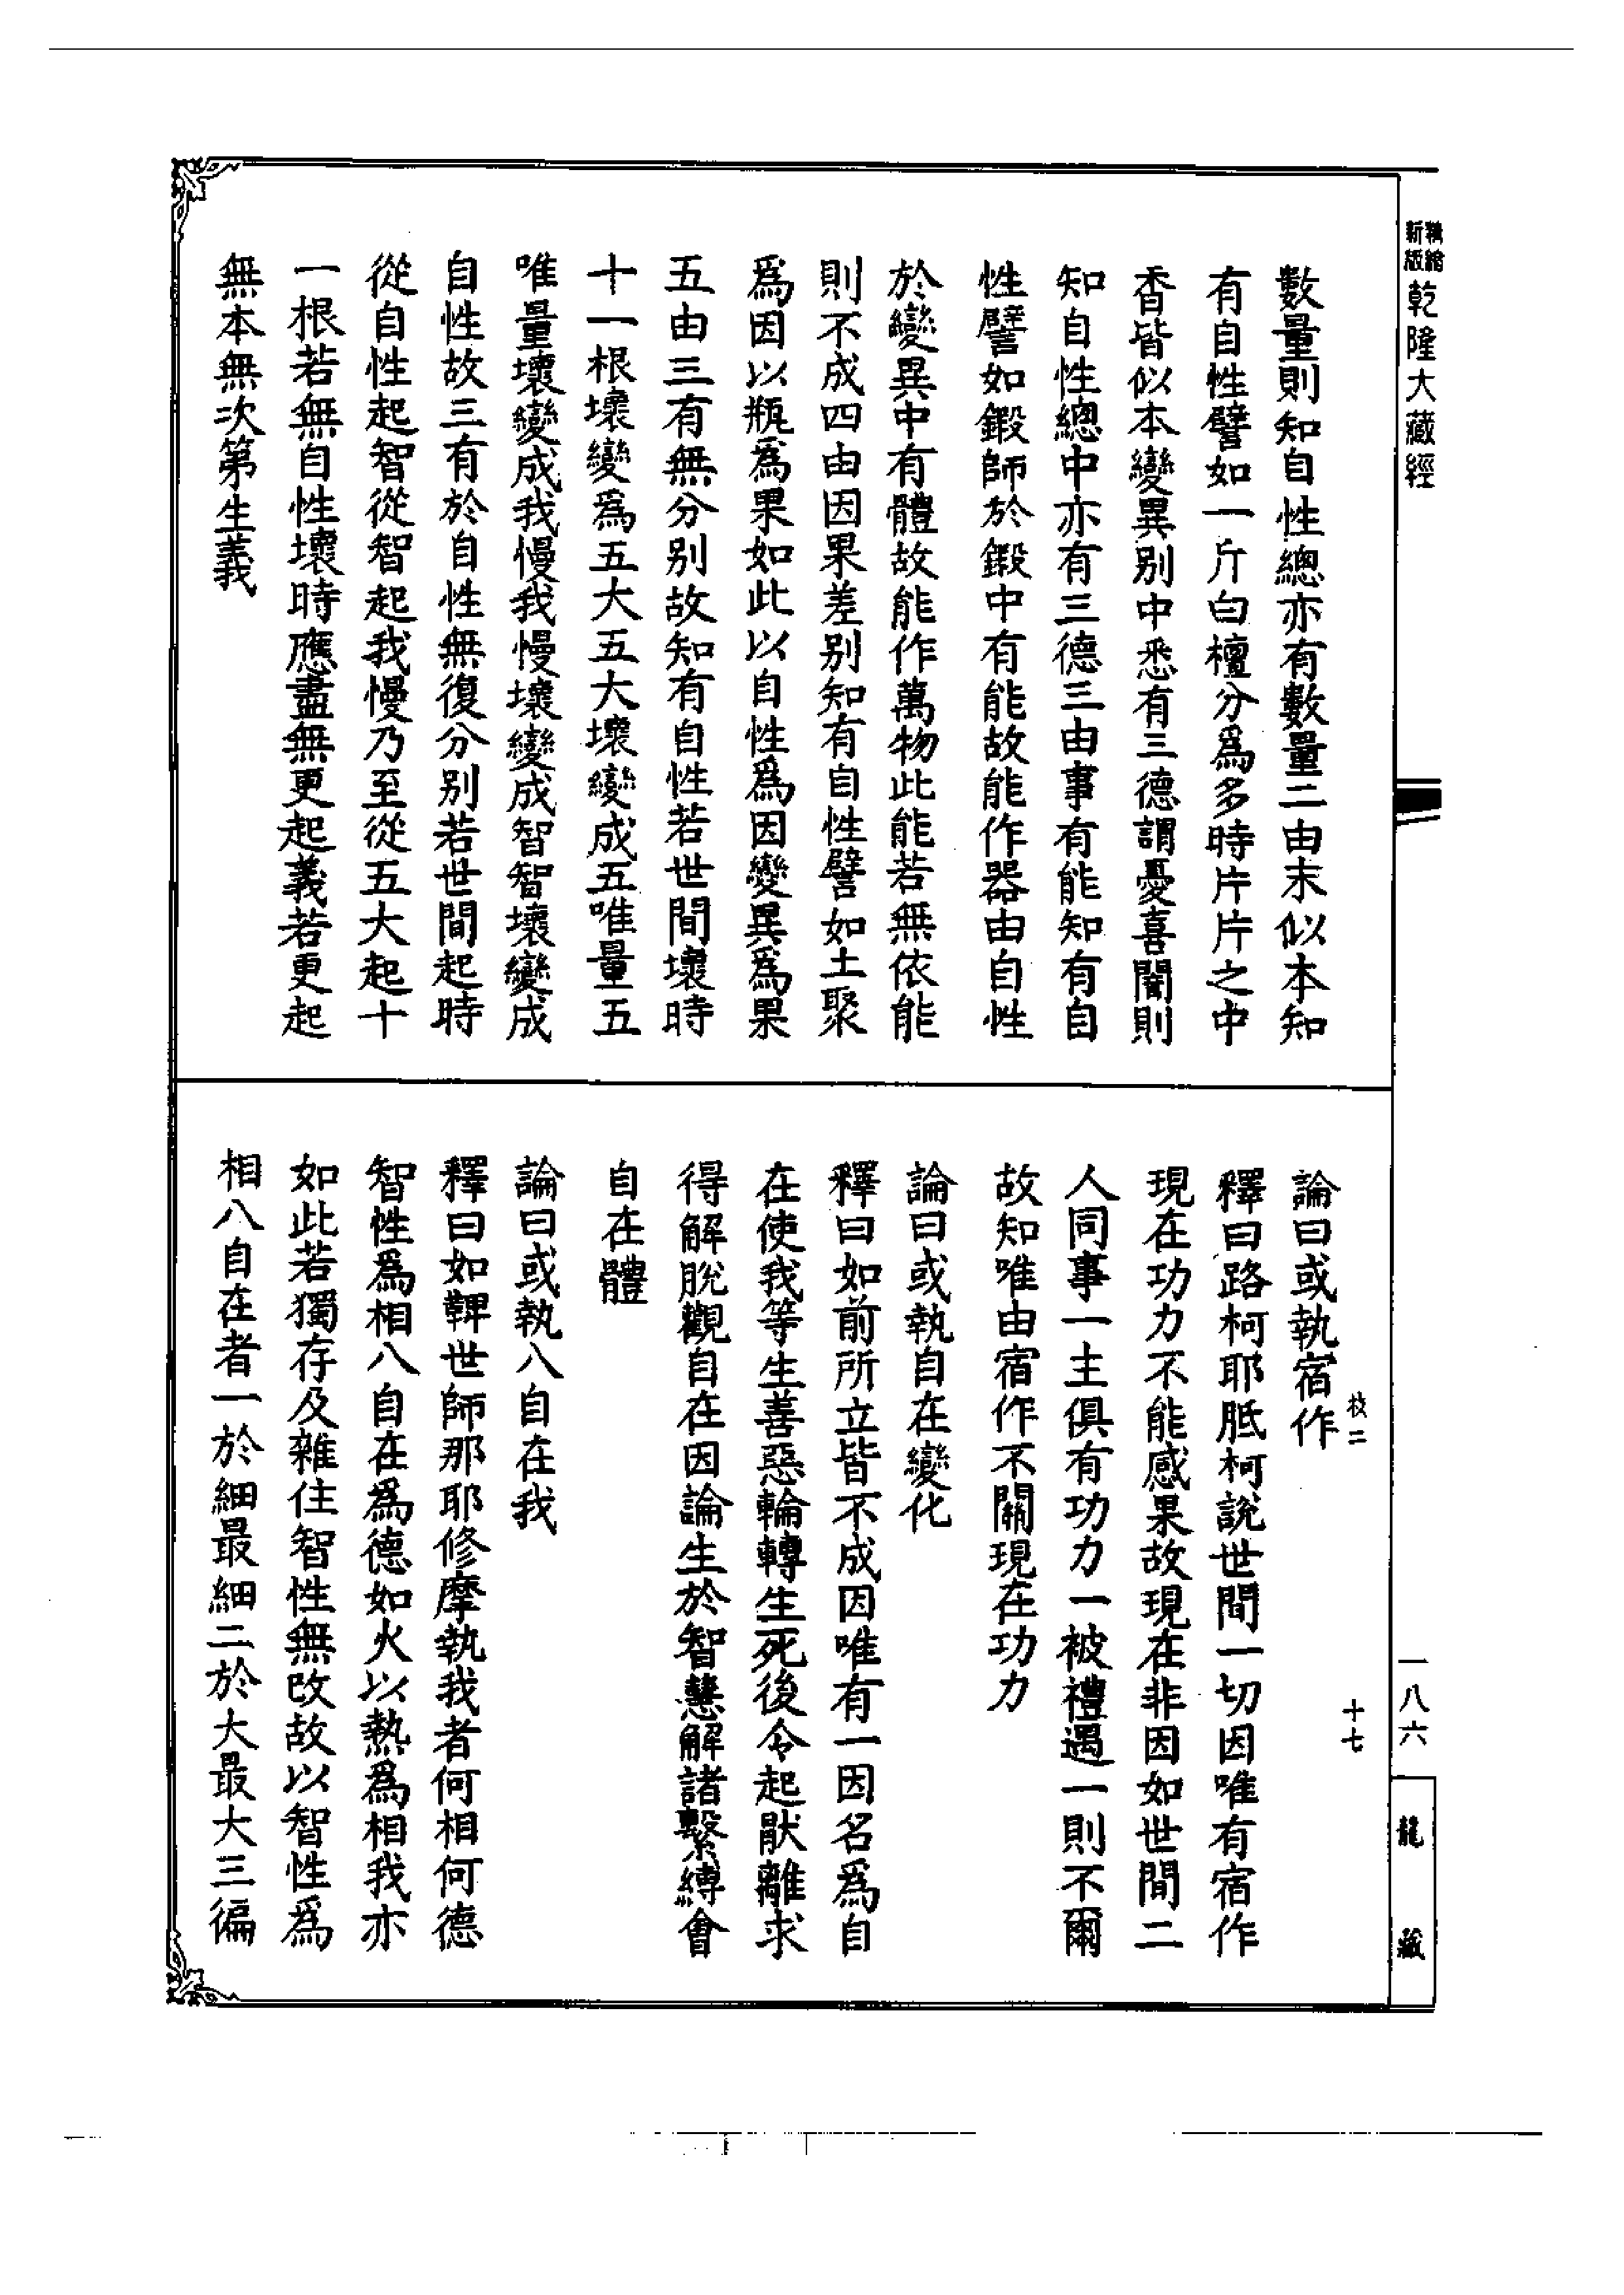 新版
精繪
乾隆大藏經
數量則知自性總亦有數量二由末似本知
有自性譬如一斤白檀分爲多時片片之中
香皆似本變異别中悉有三德謂憂喜闇則
知自性總中亦有三德三由事有能知有自
性譬如鍛師於鍛中有能故能作器由自性
於變異中有體故能作萬物此能若無依能
則不成四由因果差别知有自性譬如土聚
爲因以瓶爲果如此以自性爲因變異爲果
五由三有無分别故知有自性若世間壞時
十一根壞變爲五大五大壞變成五唯量五
唯量壞變成我慢我慢壞變成智智壞變成
自性故三有於自性無復分别若世間起時
從自性起智從智起我慢乃至從五大起十
一根若無自性壞時應盡無更起義若更起
無本無次第生義
論曰或執宿作
釋曰路柯耶胝柯說世間一切因唯有宿作
現在功力不能感果故現在非因如世間二
人同事一主俱有功力一被禮遇一則不爾
故知唯由宿作不關現在功力
論曰或執自在變化
釋曰如前所立皆不成因唯有一因名爲自
在使我等生善惡輪轉生死後令起猒離求
得解脫觀自在因論生於智慧解諸繫縛會
自在體
論曰或執八自在我
釋曰如鞞世師那耶修摩執我者何相何德
智性爲相八自在爲德如火以熱爲相我亦
如此若獨存及雜住智性無改故以智性爲
相八自在者一於細最細二於大最大三徧
枝二
十七
一八六
龍藏